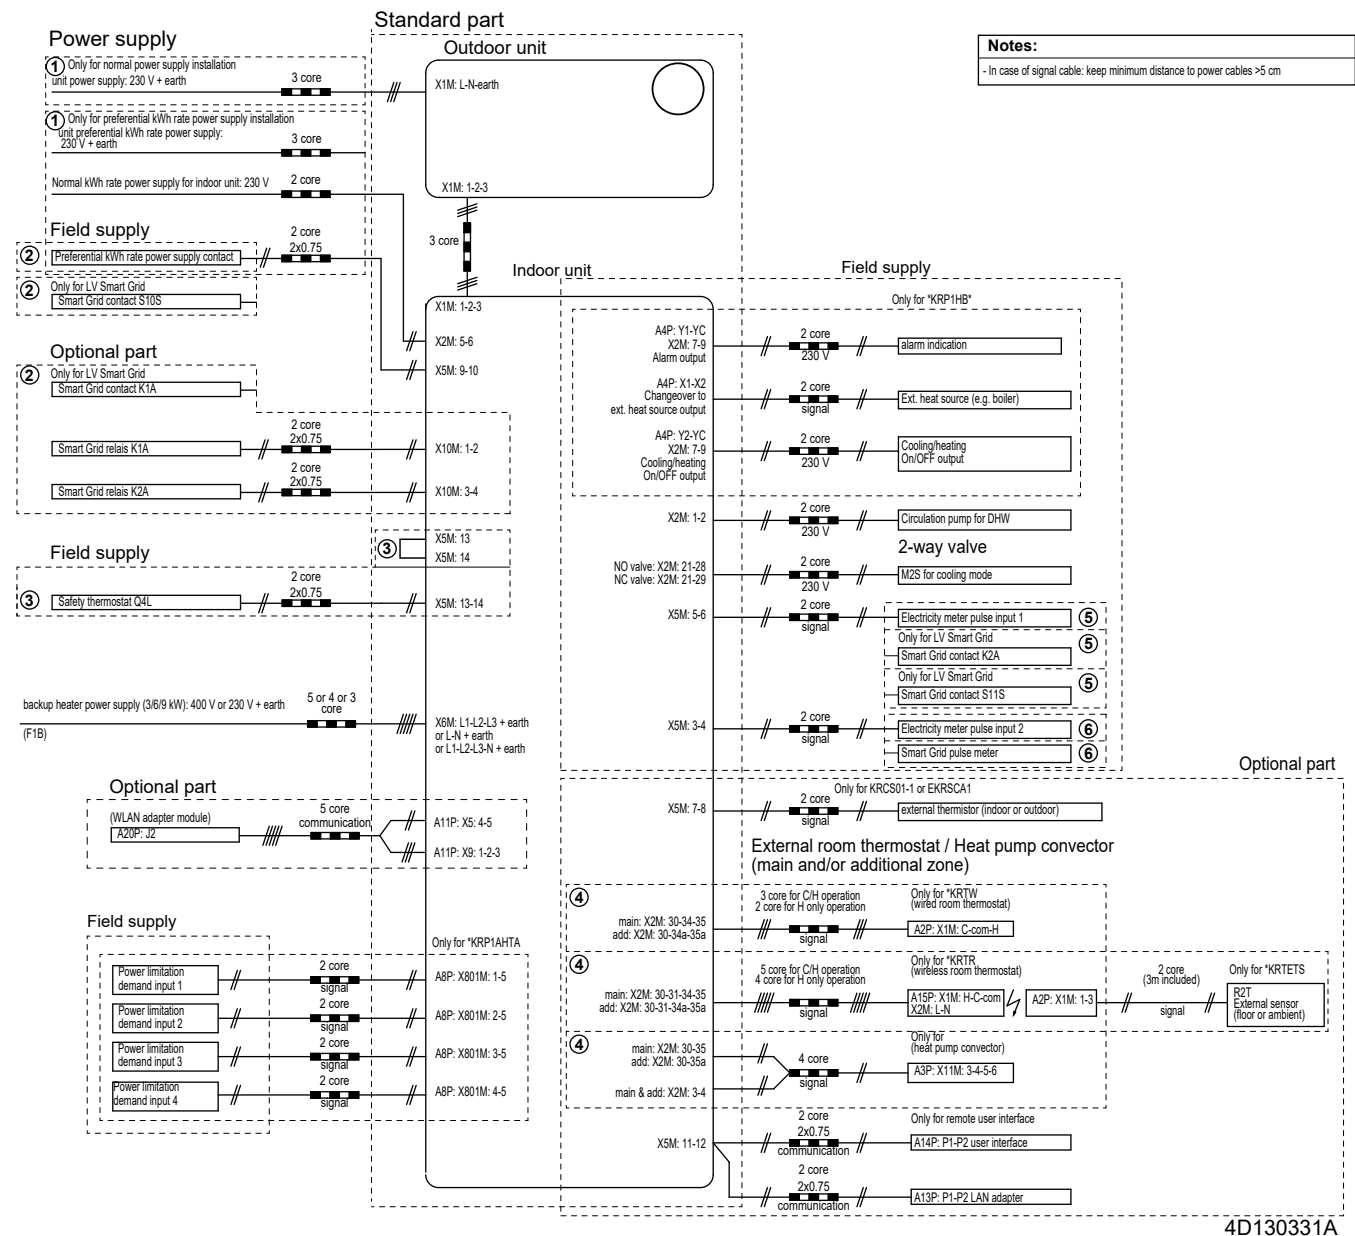 Standard part
Power supply
Outdoor unit
Notes:
- In case of signal cable: keep minimum distance to power cables >5 cm
1 Only for normal power supply installation
unit power supply: 230 V + earth
3 core
X1M: L-N-earth
1 Only for preferential kWh rate power supply installation
unit preferential kWh rate power supply:
230 V + earth
3 core
Normal kWh rate power supply for indoor unit: 230 V
2 core
X1M: 1-2-3
3 core
Field supply
2 core
2x0.75
2 Preferential kWh rate power supply contact
2 Only for LV Smart Grid
Smart Grid contact S10S
Indoor unit
X1M: 1-2-3
X2M: 5-6
X5M: 9-10
Optional part
2 Only for LV Smart Grid
Smart Grid contact K1A
2 core
2x0.75
Smart Grid relais K1A
X10M: 1-2
2 core
2x0.75
Smart Grid relais K2A
X10M: 3-4
3
X5M: 13
X5M: 14
Field supply
2 core
2x0.75
3 Safety thermostat Q4L
X5M: 13-14
backup heater power supply (3/6/9 kW): 400 V or 230 V + earth
(F1B)
5 or 4 or 3
core
X6M: L1-L2-L3 + earth
or L-N + earth
or L1-L2-L3-N + earth
Optional part
(WLAN adapter module)
A20P: J2
5 core
communication
A11P: X5: 4-5
A11P: X9: 1-2-3
Field supply
Only for *KRP1AHTA
Power limitation
demand input 1
2 core
signal
A8P: X801M: 1-5
Power limitation
demand input 2
2 core
signal
A8P: X801M: 2-5
Power limitation
demand input 3
2 core
signal
A8P: X801M: 3-5
Power limitation
demand input 4
2 core
signal
A8P: X801M: 4-5
Field supply
Only for *KRP1HB*
A4P: Y1-YC
X2M: 7-9
Alarm output
2 core
230 V
alarm indication
A4P: X1-X2
Changeover to
ext. heat source output
2 core
signal
Ext. heat source (e.g. boiler)
A4P: Y2-YC
X2M: 7-9
Cooling/heating
On/OFF output
2 core
230 V
Cooling/heating
On/OFF output
X2M: 1-2
2 core
230 V
Circulation pump for DHW
2-way valve
NO valve: X2M: 21-28
NC valve: X2M: 21-29
2 core
230 V
M2S for cooling mode
X5M: 5-6
2 core
signal
Electricity meter pulse input 1 5
Only for LV Smart Grid
Smart Grid contact K2A
5
Only for LV Smart Grid
Smart Grid contact S11S
5
X5M: 3-4
2 core
signal
Electricity meter pulse input 2 6
Smart Grid pulse meter 6
Optional part
Only for KRCS01-1 or EKRSCA1
X5M: 7-8
2 core
signal
external thermistor (indoor or outdoor)
External room thermostat / Heat pump convector
(main and/or additional zone)
4
main: X2M: 30-34-35
add: X2M: 30-34a-35a
3 core for C/H operation
2 core for H only operation
signal
Only for *KRTW
(wired room thermostat)
A2P: X1M: C-com-H
4
main: X2M: 30-31-34-35
add: X2M: 30-31-34a-35a
5 core for C/H operation
4 core for H only operation
signal
Only for *KRTR
(wireless room thermostat)
A15P: X1M: H-C-com
X2M: L-N
A2P: X1M: 1-3
2 core
(3m included)
signal
Only for *KRTETS
R2T
External sensor
(floor or ambient)
4
main: X2M: 30-35
add: X2M: 30-35a
main & add: X2M: 3-4
4 core
signal
Only for
(heat pump convector)
A3P: X11M: 3-4-5-6
X5M: 11-12
2 core
2x0.75
communication
Only for remote user interface
A14P: P1-P2 user interface
2 core
2x0.75
communication
A13P: P1-P2 LAN adapter
4D130331A